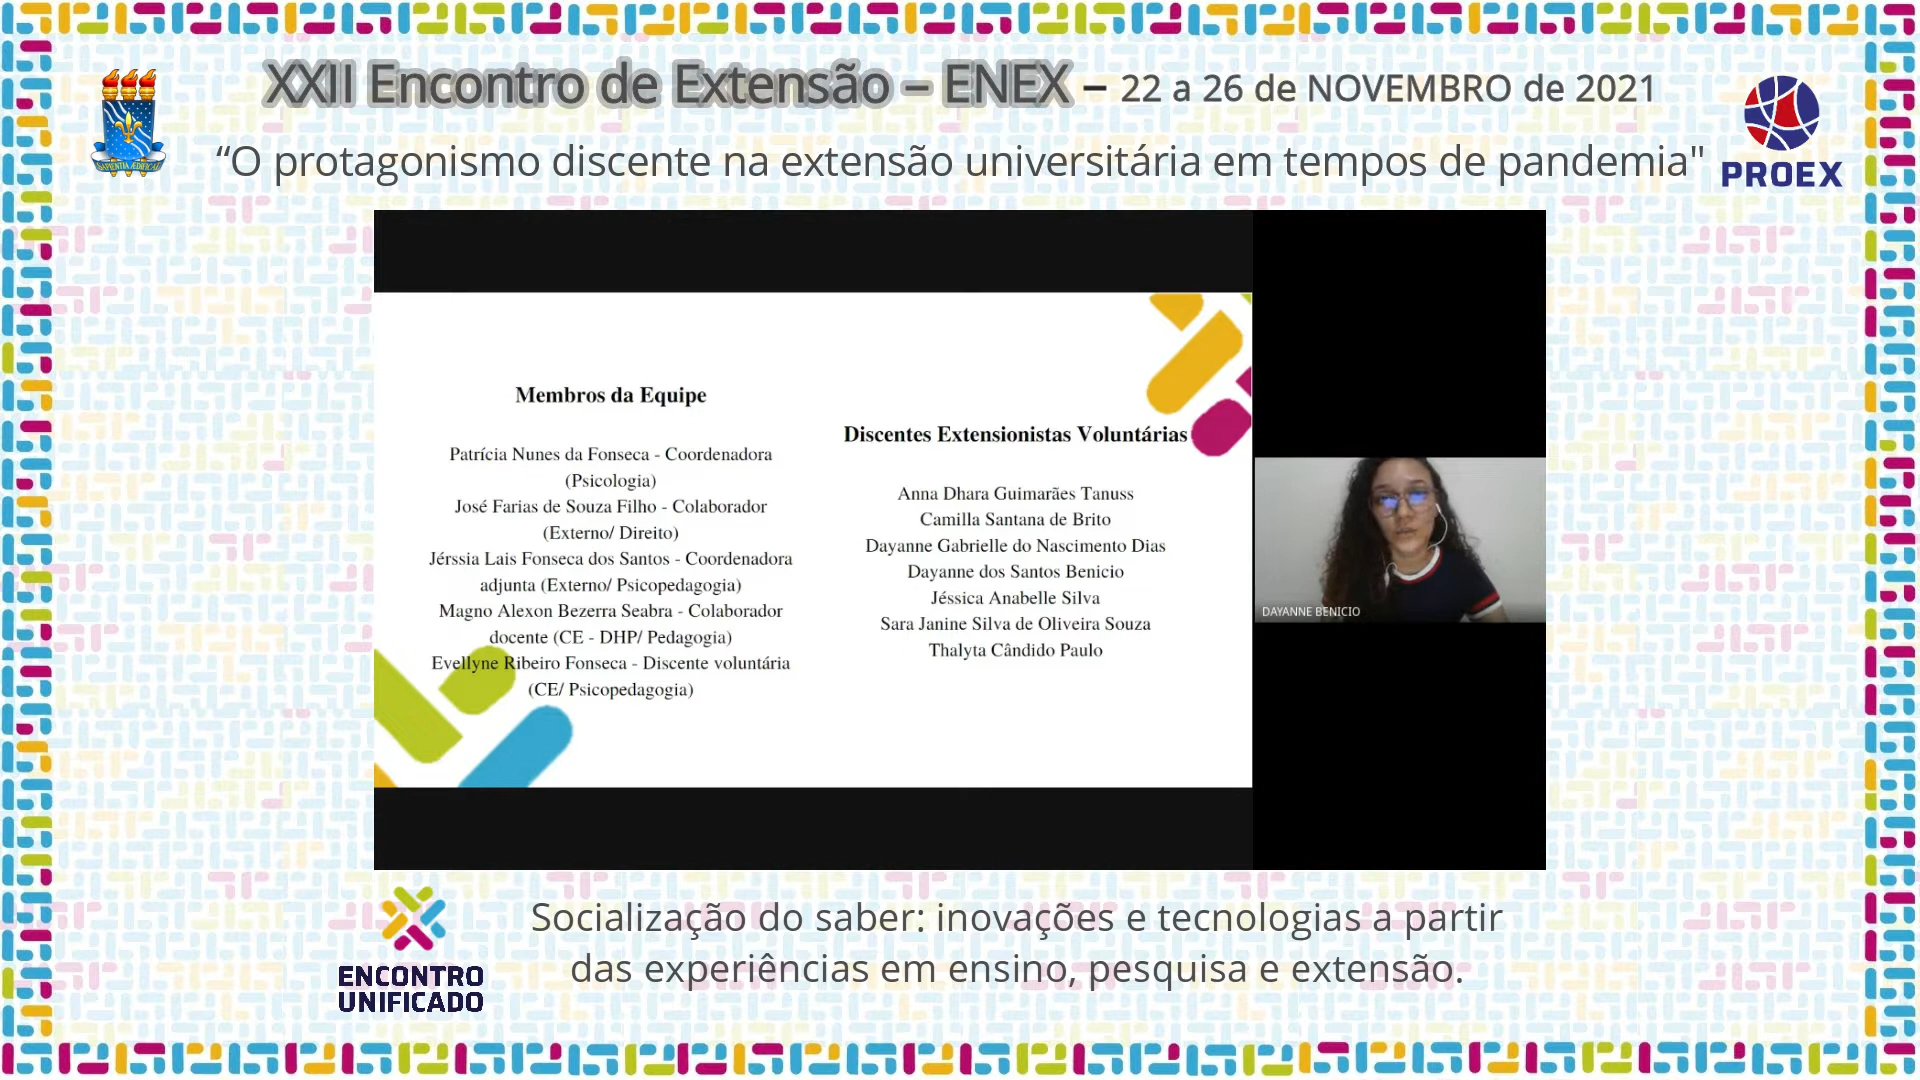 XXII Encontro de Extensão – ENEX – 22 a 26 de NOVEMBRO de 2021
“O protagonismo discente na extensão universitária em tempos de pandemia"
PROEX
Membros da Equipe
Patrícia Nunes da Fonseca - Coordenadora
(Psicologia)
José Farias de Souza Filho - Colaborador
(Externo/ Direito)
Jérssia Lais Fonseca dos Santos - Coordenadora
adjunta (Externo/ Psicopedagogia)
Magno Alexon Bezerra Seabra - Colaborador
docente (CE - DHP/ Pedagogia)
Evellyne Ribeiro Fonseca - Discente voluntária
(CE/ Psicopedagogia)
Discentes Extensionistas Voluntárias
Anna Dhara Guimarães Tanuss
Camilla Santana de Brito
Dayanne Gabrielle do Nascimento Dias
Dayanne dos Santos Benicio
Jéssica Anabelle Silva
Sara Janine Silva de Oliveira Souza
Thalyta Cândido Paulo
DAYANNE BENICIO
ENCONTRO
UNIFICADO
Socialização do saber: inovações e tecnologias a partir
das experiências em ensino, pesquisa e extensão.